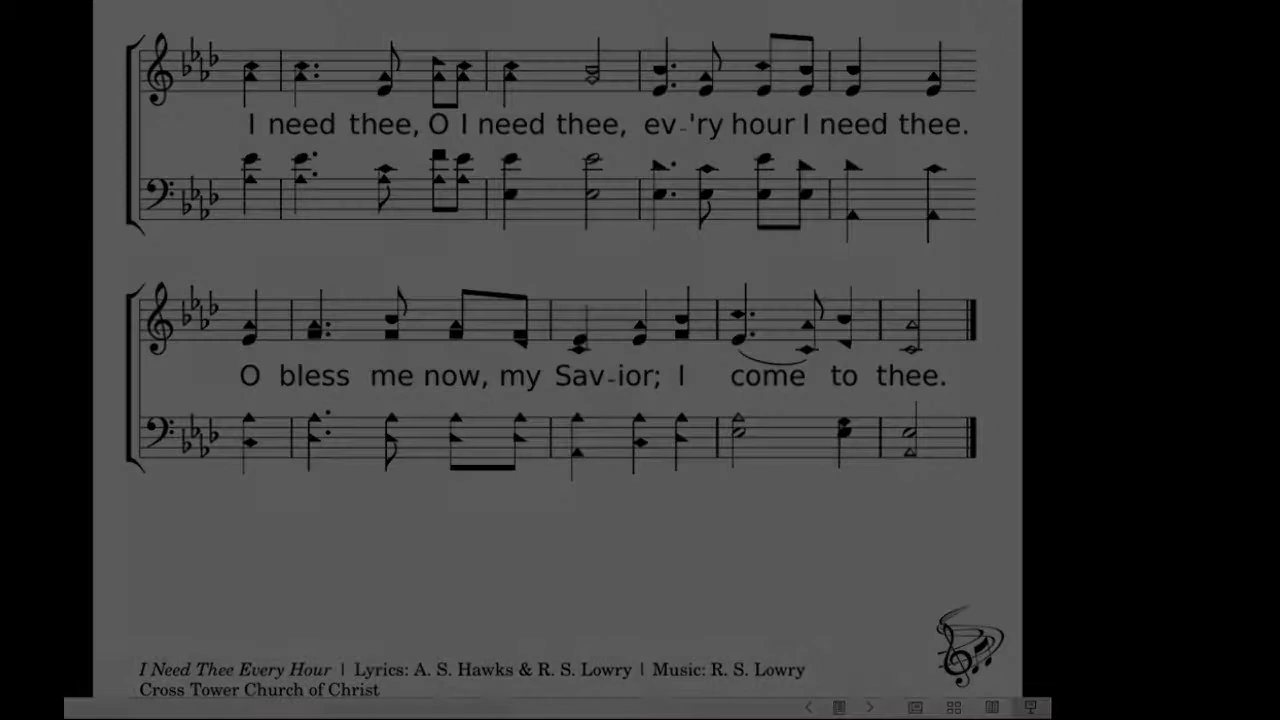 I need thee, O I need thee, ev-'ry hour I need thee.
O bless me now, my Sav-ior; I come to thee.
I Need Thee Every Hour | Lyrics: A. S. Hawks & R. S. Lowry | Music: R. S. Lowry
Cross Tower Church of Christ